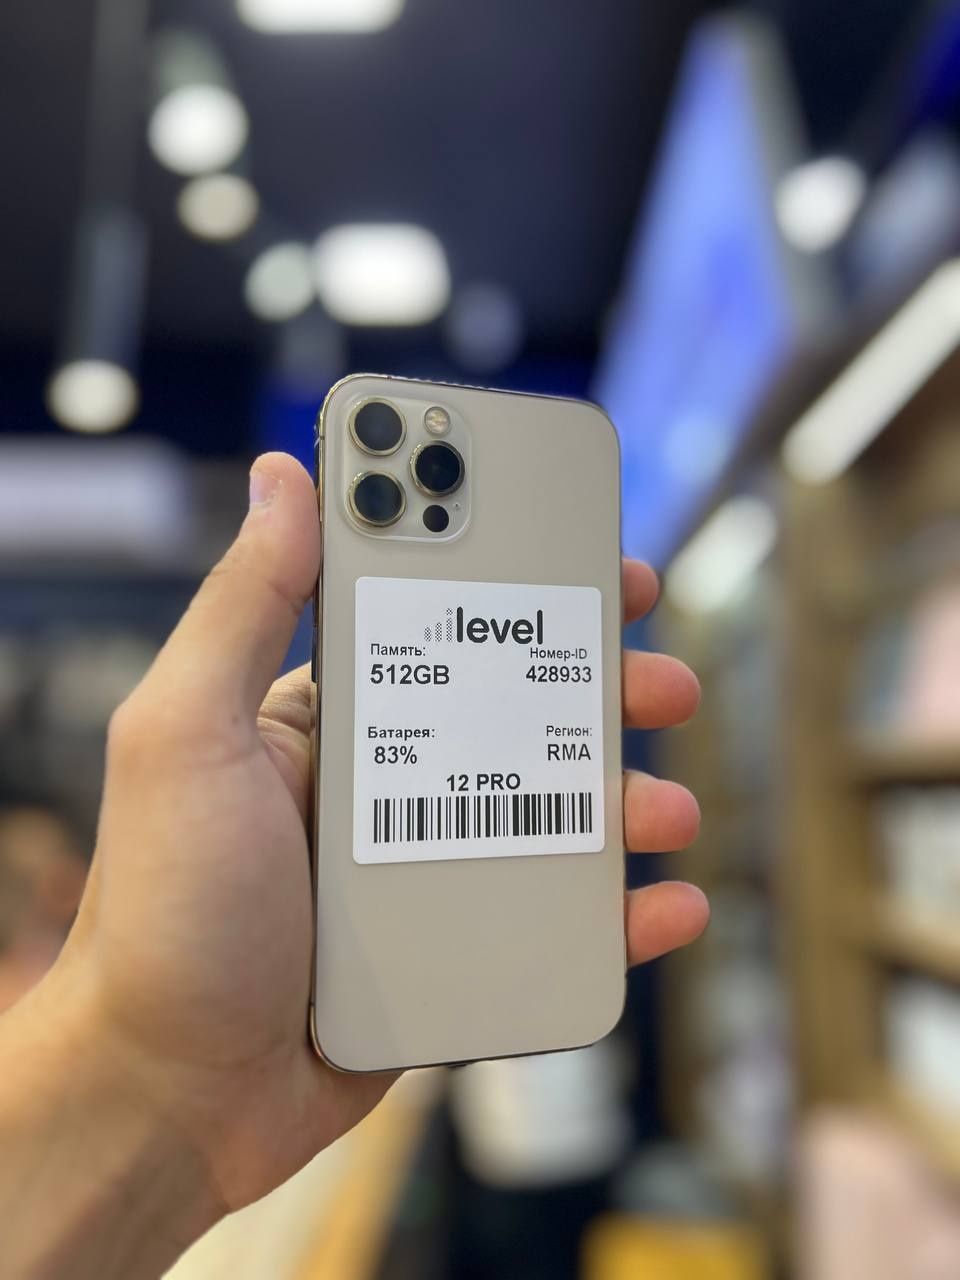 level
Память: Номер-ID
512GB 428933
Батарея: Регион:
83% RMA
12 PRO